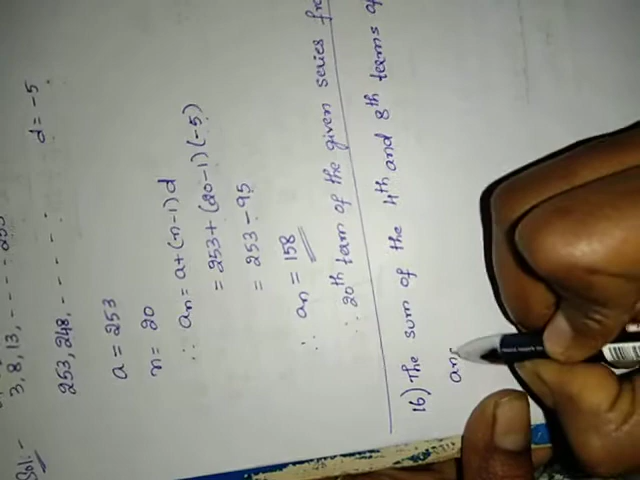 Sol:-
3, 8, 13, - - - - 253
253, 248, - - - - - - d = -5
a = 253
n = 20
∴ an = a + (n-1) d
= 253 + (20-1) (-5)
= 253 - 95
∴ an = 158
∴ 20th term of the given series
16) The sum of the 4th and 8th terms of
an